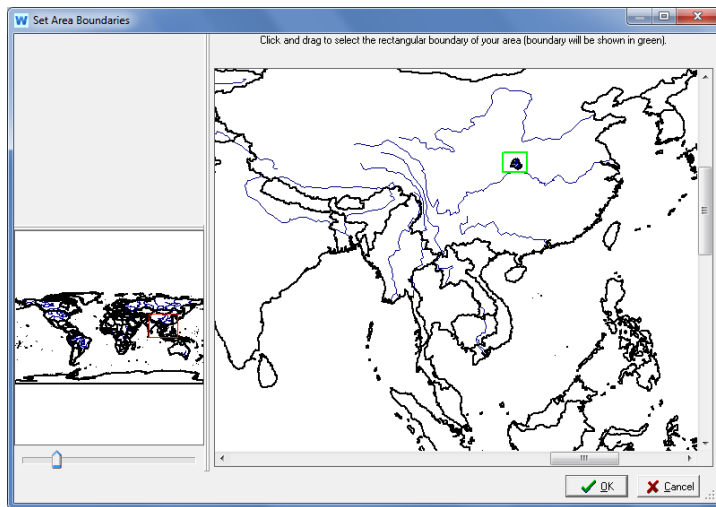 Set Area Boundaries
Click and drag to select the rectangular boundary of your area (boundary will be shown in green).
OK
Cancel